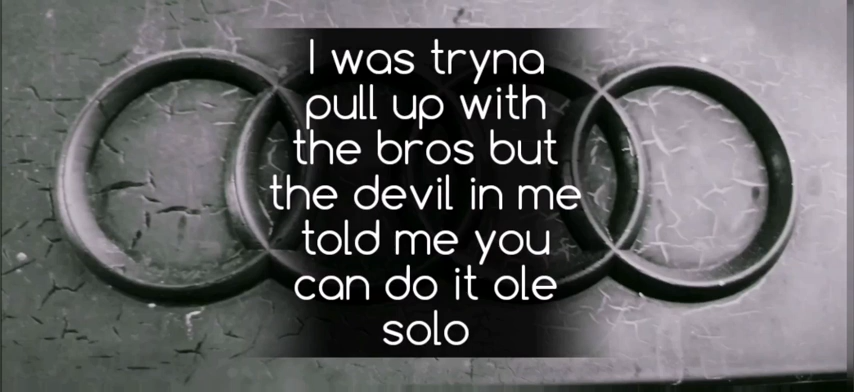 I was tryna
pull up with
the bros but
the devil in me
told me you
can do it ole
solo